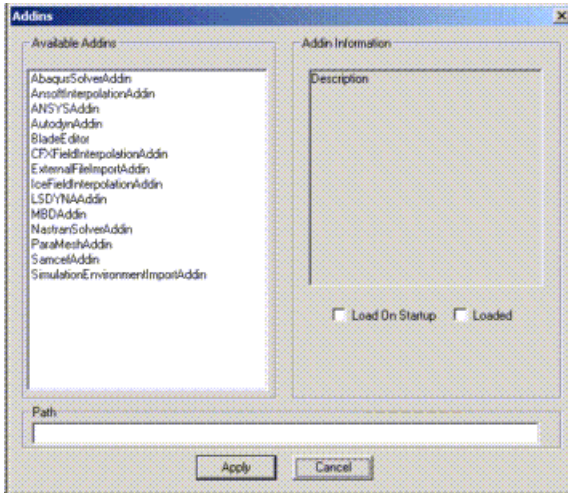 Addins
Available Addins
AbaqusSolverAddin
AnsoftInterpolationAddin
ANSYSAddin
AutodynAddin
BladeEditor
CFXFieldInterpolationAddin
ExternalFileImportAddin
IceFieldInterpolationAddin
LSDYNAAddin
MBDAddin
NastranSolverAddin
ParaMeshAddin
SamcefAddin
SimulationEnvironmentImportAddin
Addin Information
Description
Load On Startup Loaded
Path
Apply Cancel